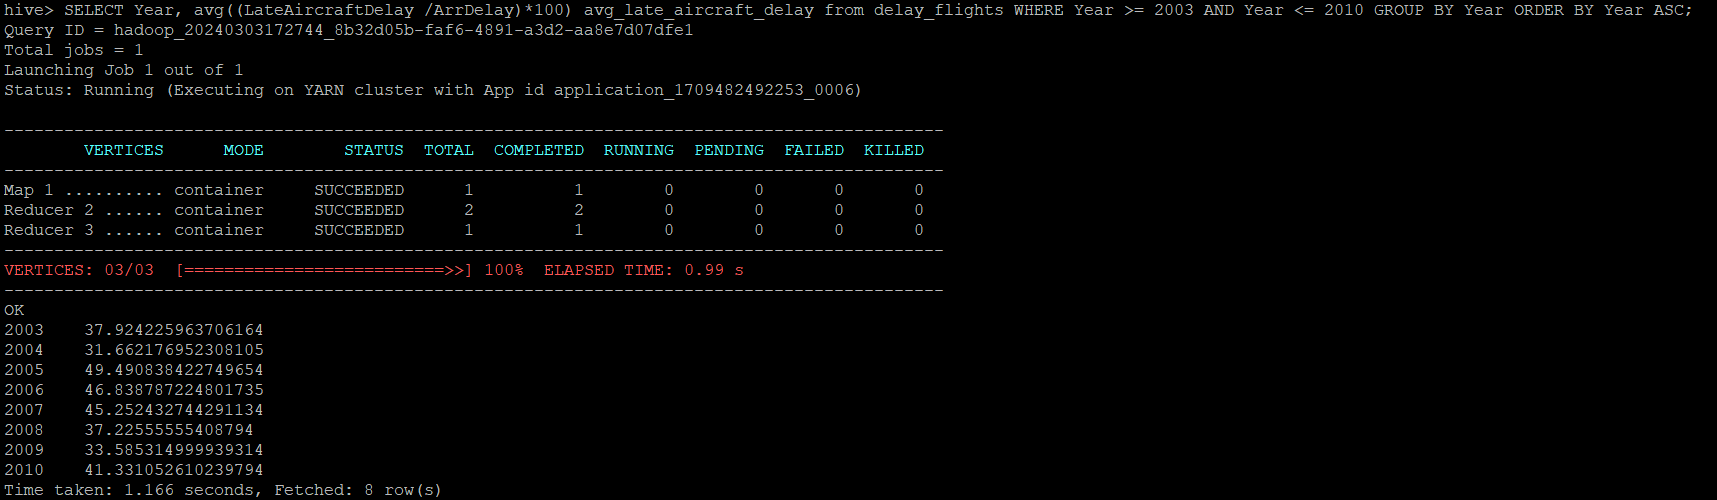 hive> SELECT Year, avg((LateAircraftDelay /ArrDelay)*100) avg_late_aircraft_delay from delay_flights WHERE Year >= 2003 AND Year <= 2010 GROUP BY Year ORDER BY Year ASC;
Query ID = hadoop_20240303172744_8b32d05b-faf6-4891-a3d2-aa8e7d07dfe1
Total jobs = 1
Launching Job 1 out of 1
Status: Running (Executing on YARN cluster with App id application_1709482492253_0006)

----------------------------------------------------------------------------------------------
        VERTICES      MODE        STATUS  TOTAL  COMPLETED  RUNNING  PENDING  FAILED  KILLED
----------------------------------------------------------------------------------------------
Map 1 .......... container     SUCCEEDED      1          1        0        0       0       0
Reducer 2 ...... container     SUCCEEDED      2          2        0        0       0       0
Reducer 3 ...... container     SUCCEEDED      1          1        0        0       0       0
----------------------------------------------------------------------------------------------
VERTICES: 03/03  [==========================>>] 100%  ELAPSED TIME: 0.99 s
----------------------------------------------------------------------------------------------
OK
2003    37.924225963706164
2004    31.662176952308105
2005    49.490838422749654
2006    46.838787224801735
2007    45.252432744291134
2008    37.22555555408794
2009    33.585314999939314
2010    41.331052610239794
Time taken: 1.166 seconds, Fetched: 8 row(s)